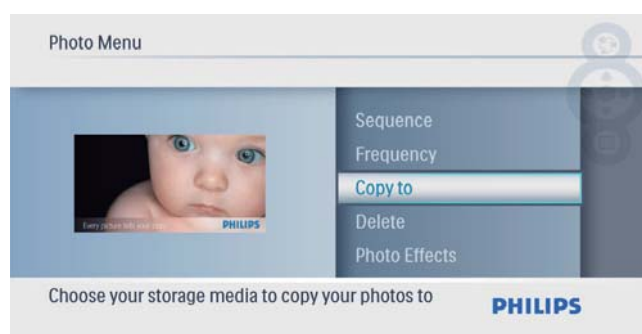 Photo Menu
Sequence
Frequency
Copy to
Delete
Photo Effects
PHILIPS
Choose your storage media to copy your photos to
PHILIPS